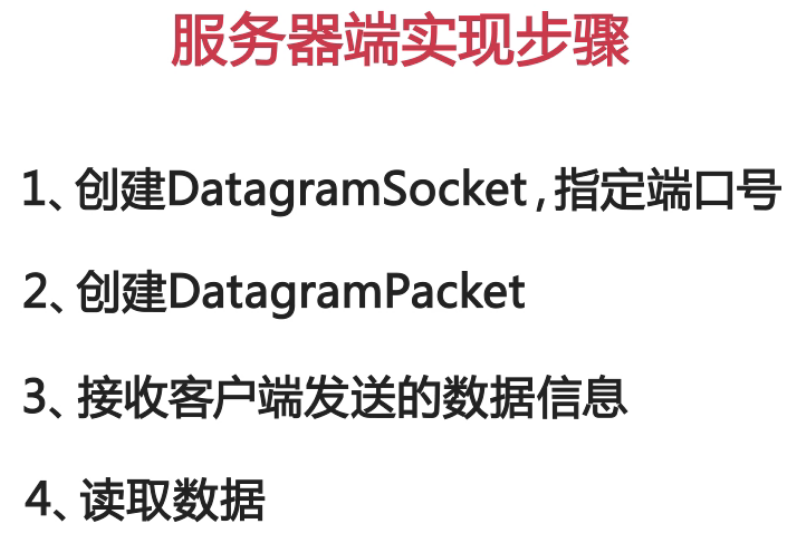 服务器端实现步骤
1、创建DatagramSocket,指定端口号
2、创建DatagramPacket
3、接收客户端发送的数据信息
4、读取数据